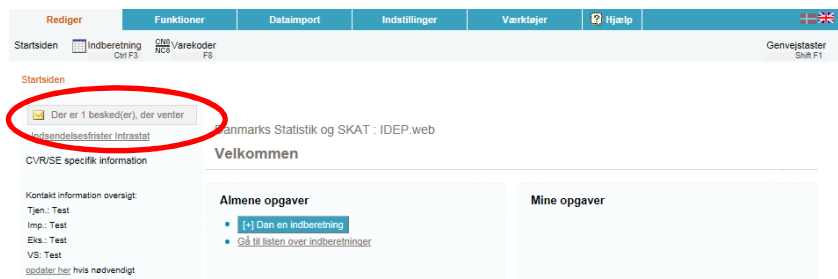 Rediger Funktioner Dataimport Indstillinger Værktøjer Hjælp
Startsiden Indberetning CN8 Varekoder Genvejstaster
Ctrl F3 NC8 F8 Shift F1
Startsiden
Der er 1 besked(er), der venter
Indsendelsesfrister Intrastat
Danmarks Statistik og SKAT : IDEP.web
CVR/SE specifik information
Velkommen
Kontakt information oversigt:
Tjen.: Test
Imp.: Test
Eks.: Test
VS: Test
opdater her hvis nødvendigt
Almene opgaver
[+] Dan en indberetning
Gå til listen over indberetninger
Mine opgaver